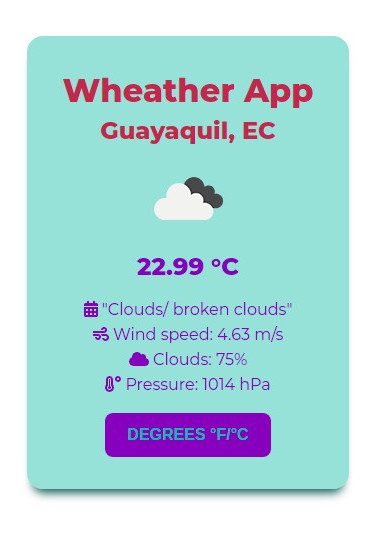 Wheather App
Guayaquil, EC
22.99 °C
"Clouds/ broken clouds"
Wind speed: 4.63 m/s
Clouds: 75%
Pressure: 1014 hPa
DEGREES °F/°C